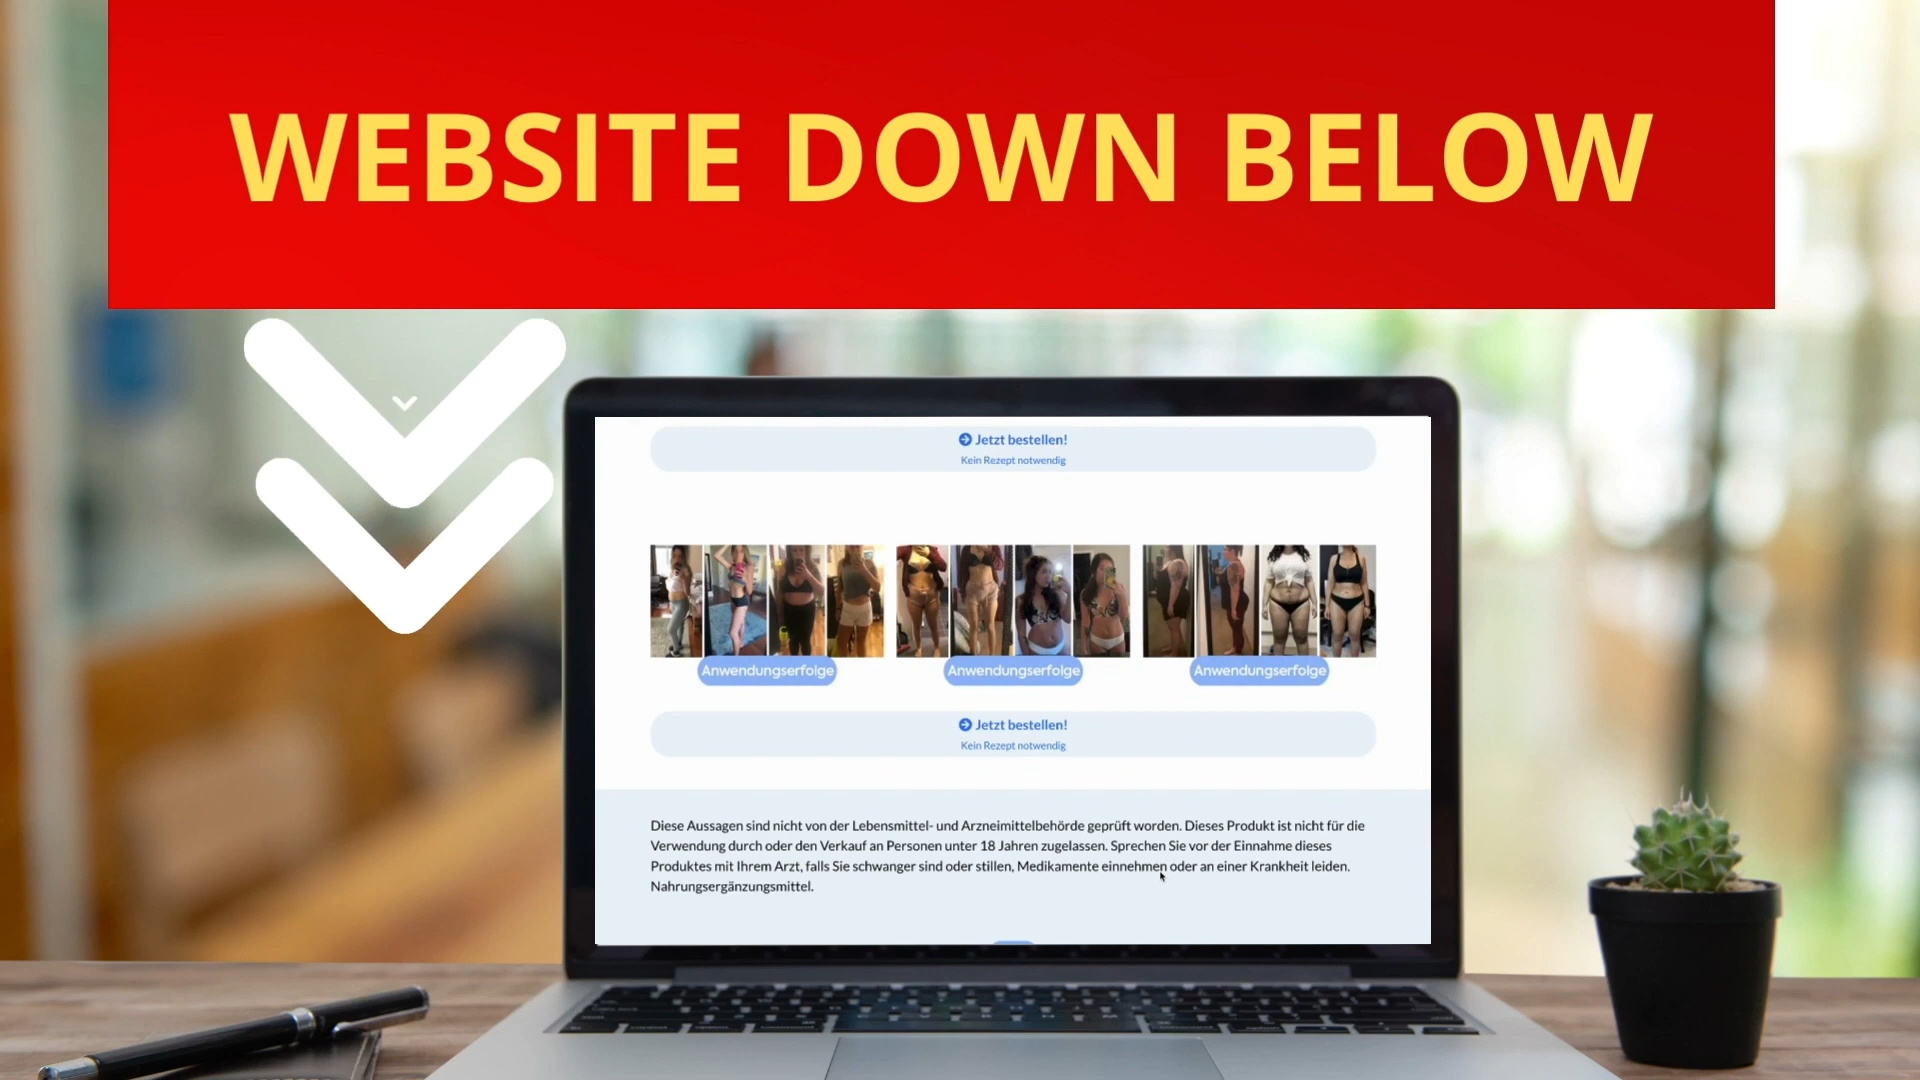 WEBSITE DOWN BELOW
Jetzt bestellen!
Kein Rezept notwendig
Anwendungserfolge
Anwendungserfolge
Anwendungserfolge
Jetzt bestellen!
Kein Rezept notwendig
Diese Aussagen sind nicht von der Lebensmittel- und Arzneimittelbehörde geprüft worden. Dieses Produkt ist nicht für die
Verwendung durch oder den Verkauf an Personen unter 18 Jahren zugelassen. Sprechen Sie vor der Einnahme dieses
Produktes mit Ihrem Arzt, falls Sie schwanger sind oder stillen, Medikamente einnehmen oder an einer Krankheit leiden.
Nahrungsergänzungsmittel.